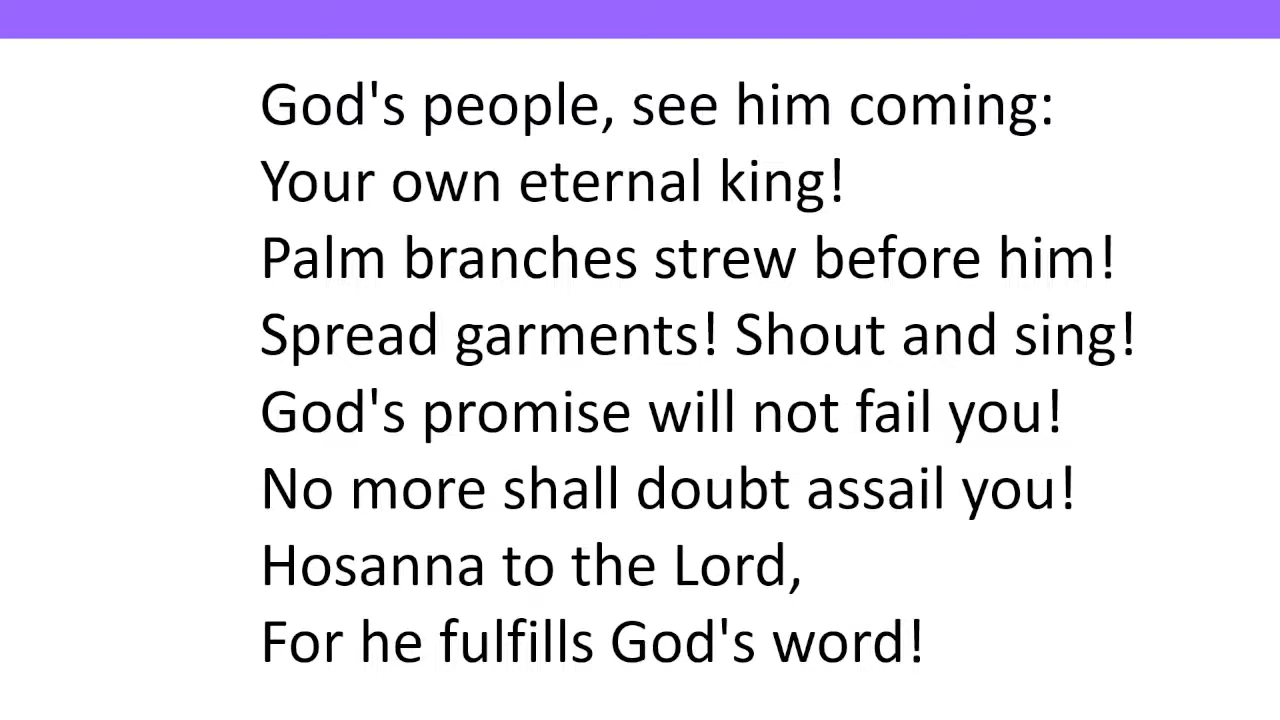 God's people, see him coming:
Your own eternal king!
Palm branches strew before him!
Spread garments! Shout and sing!
God's promise will not fail you!
No more shall doubt assail you!
Hosanna to the Lord,
For he fulfills God's word!